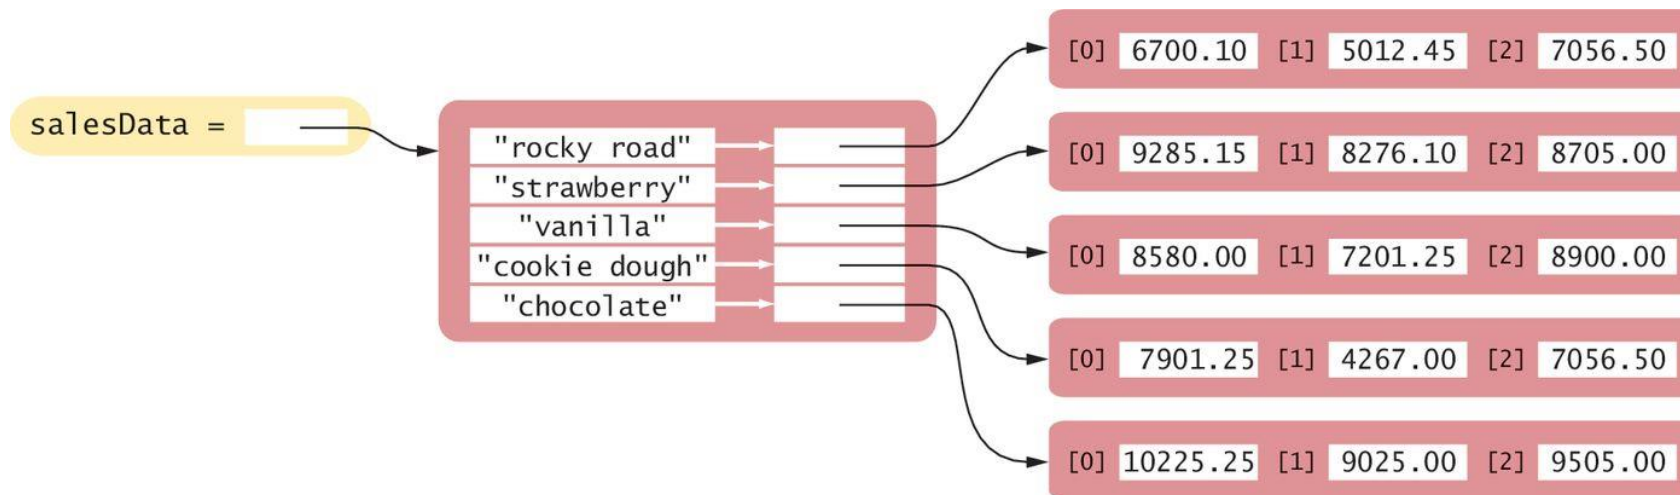 salesData =
"rocky road"
"strawberry"
"vanilla"
"cookie dough"
"chocolate"
[0] 6700.10 [1] 5012.45 [2] 7056.50
[0] 9285.15 [1] 8276.10 [2] 8705.00
[0] 8580.00 [1] 7201.25 [2] 8900.00
[0] 7901.25 [1] 4267.00 [2] 7056.50
[0] 10225.25 [1] 9025.00 [2] 9505.00